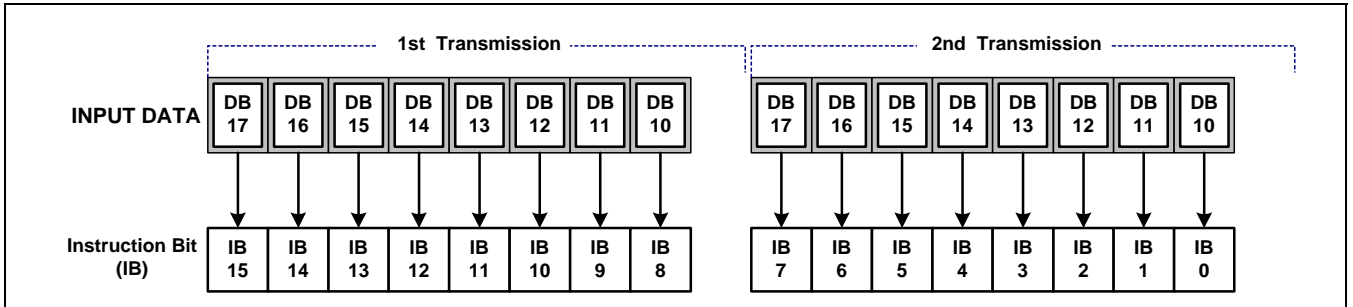 1st Transmission 2nd Transmission
INPUT DATA
DB 17 DB 16 DB 15 DB 14 DB 13 DB 12 DB 11 DB 10 DB 17 DB 16 DB 15 DB 14 DB 13 DB 12 DB 11 DB 10
Instruction Bit
(IB)
IB 15 IB 14 IB 13 IB 12 IB 11 IB 10 IB 9 IB 8 IB 7 IB 6 IB 5 IB 4 IB 3 IB 2 IB 1 IB 0